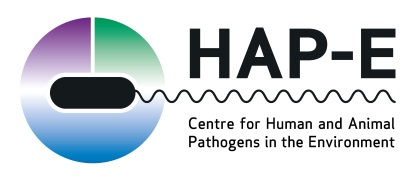 HAP-E
Centre for Human and Animal
Pathogens in the Environment